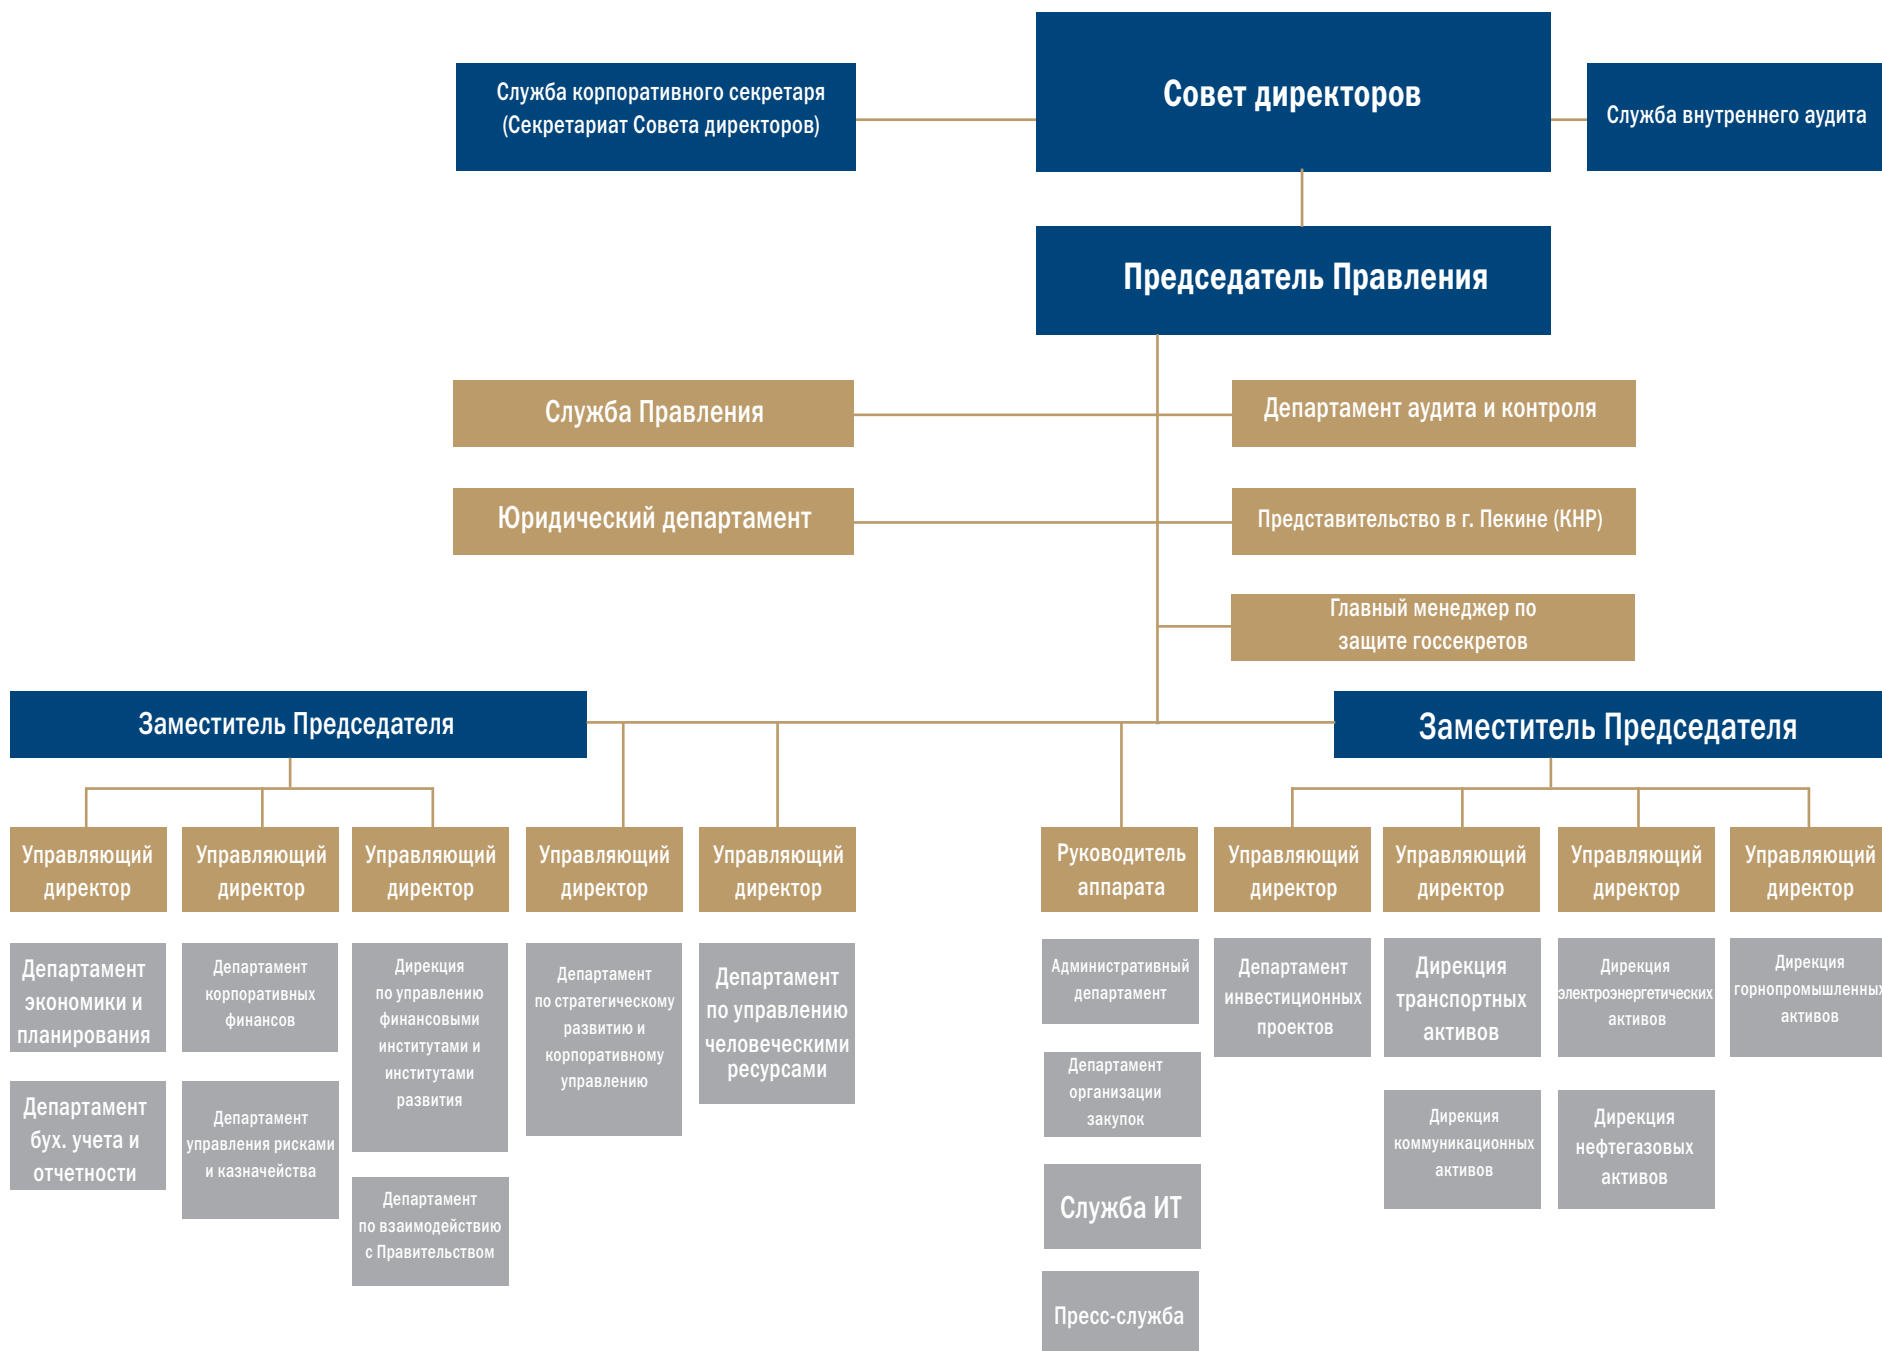 Совет директоров
Служба корпоративного секретаря
(Секретариат Совета директоров)
Служба внутреннего аудита
Председатель Правления
Служба Правления
Департамент аудита и контроля
Юридический департамент
Представительство в г. Пекине (КНР)
Главный менеджер по
защите госсекретов
Заместитель Председателя
Заместитель Председателя
Управляющий
директор
Управляющий
директор
Управляющий
директор
Управляющий
директор
Управляющий
директор
Руководитель
аппарата
Управляющий
директор
Управляющий
директор
Управляющий
директор
Управляющий
директор
Департамент
экономики и
планирования
Департамент
корпоративных
финансов
Дирекция
по управлению
финансовыми
институтами и
институтами
развития
Департамент
по стратегическому
развитию и
корпоративному
управлению
Департамент
по управлению
человеческими
ресурсами
Административный
департамент
Департамент
инвестиционных
проектов
Дирекция
транспортных
активов
Дирекция
электроэнергетических
активов
Дирекция
горнопромышленных
активов
Департамент
бух. учета и
отчетности
Департамент
управления рисками
и казначейства
Департамент
по взаимодействию
с Правительством
Департамент
организации
закупок
Дирекция
коммуникационных
активов
Дирекция
нефтегазовых
активов
Служба ИТ
Пресс-служба